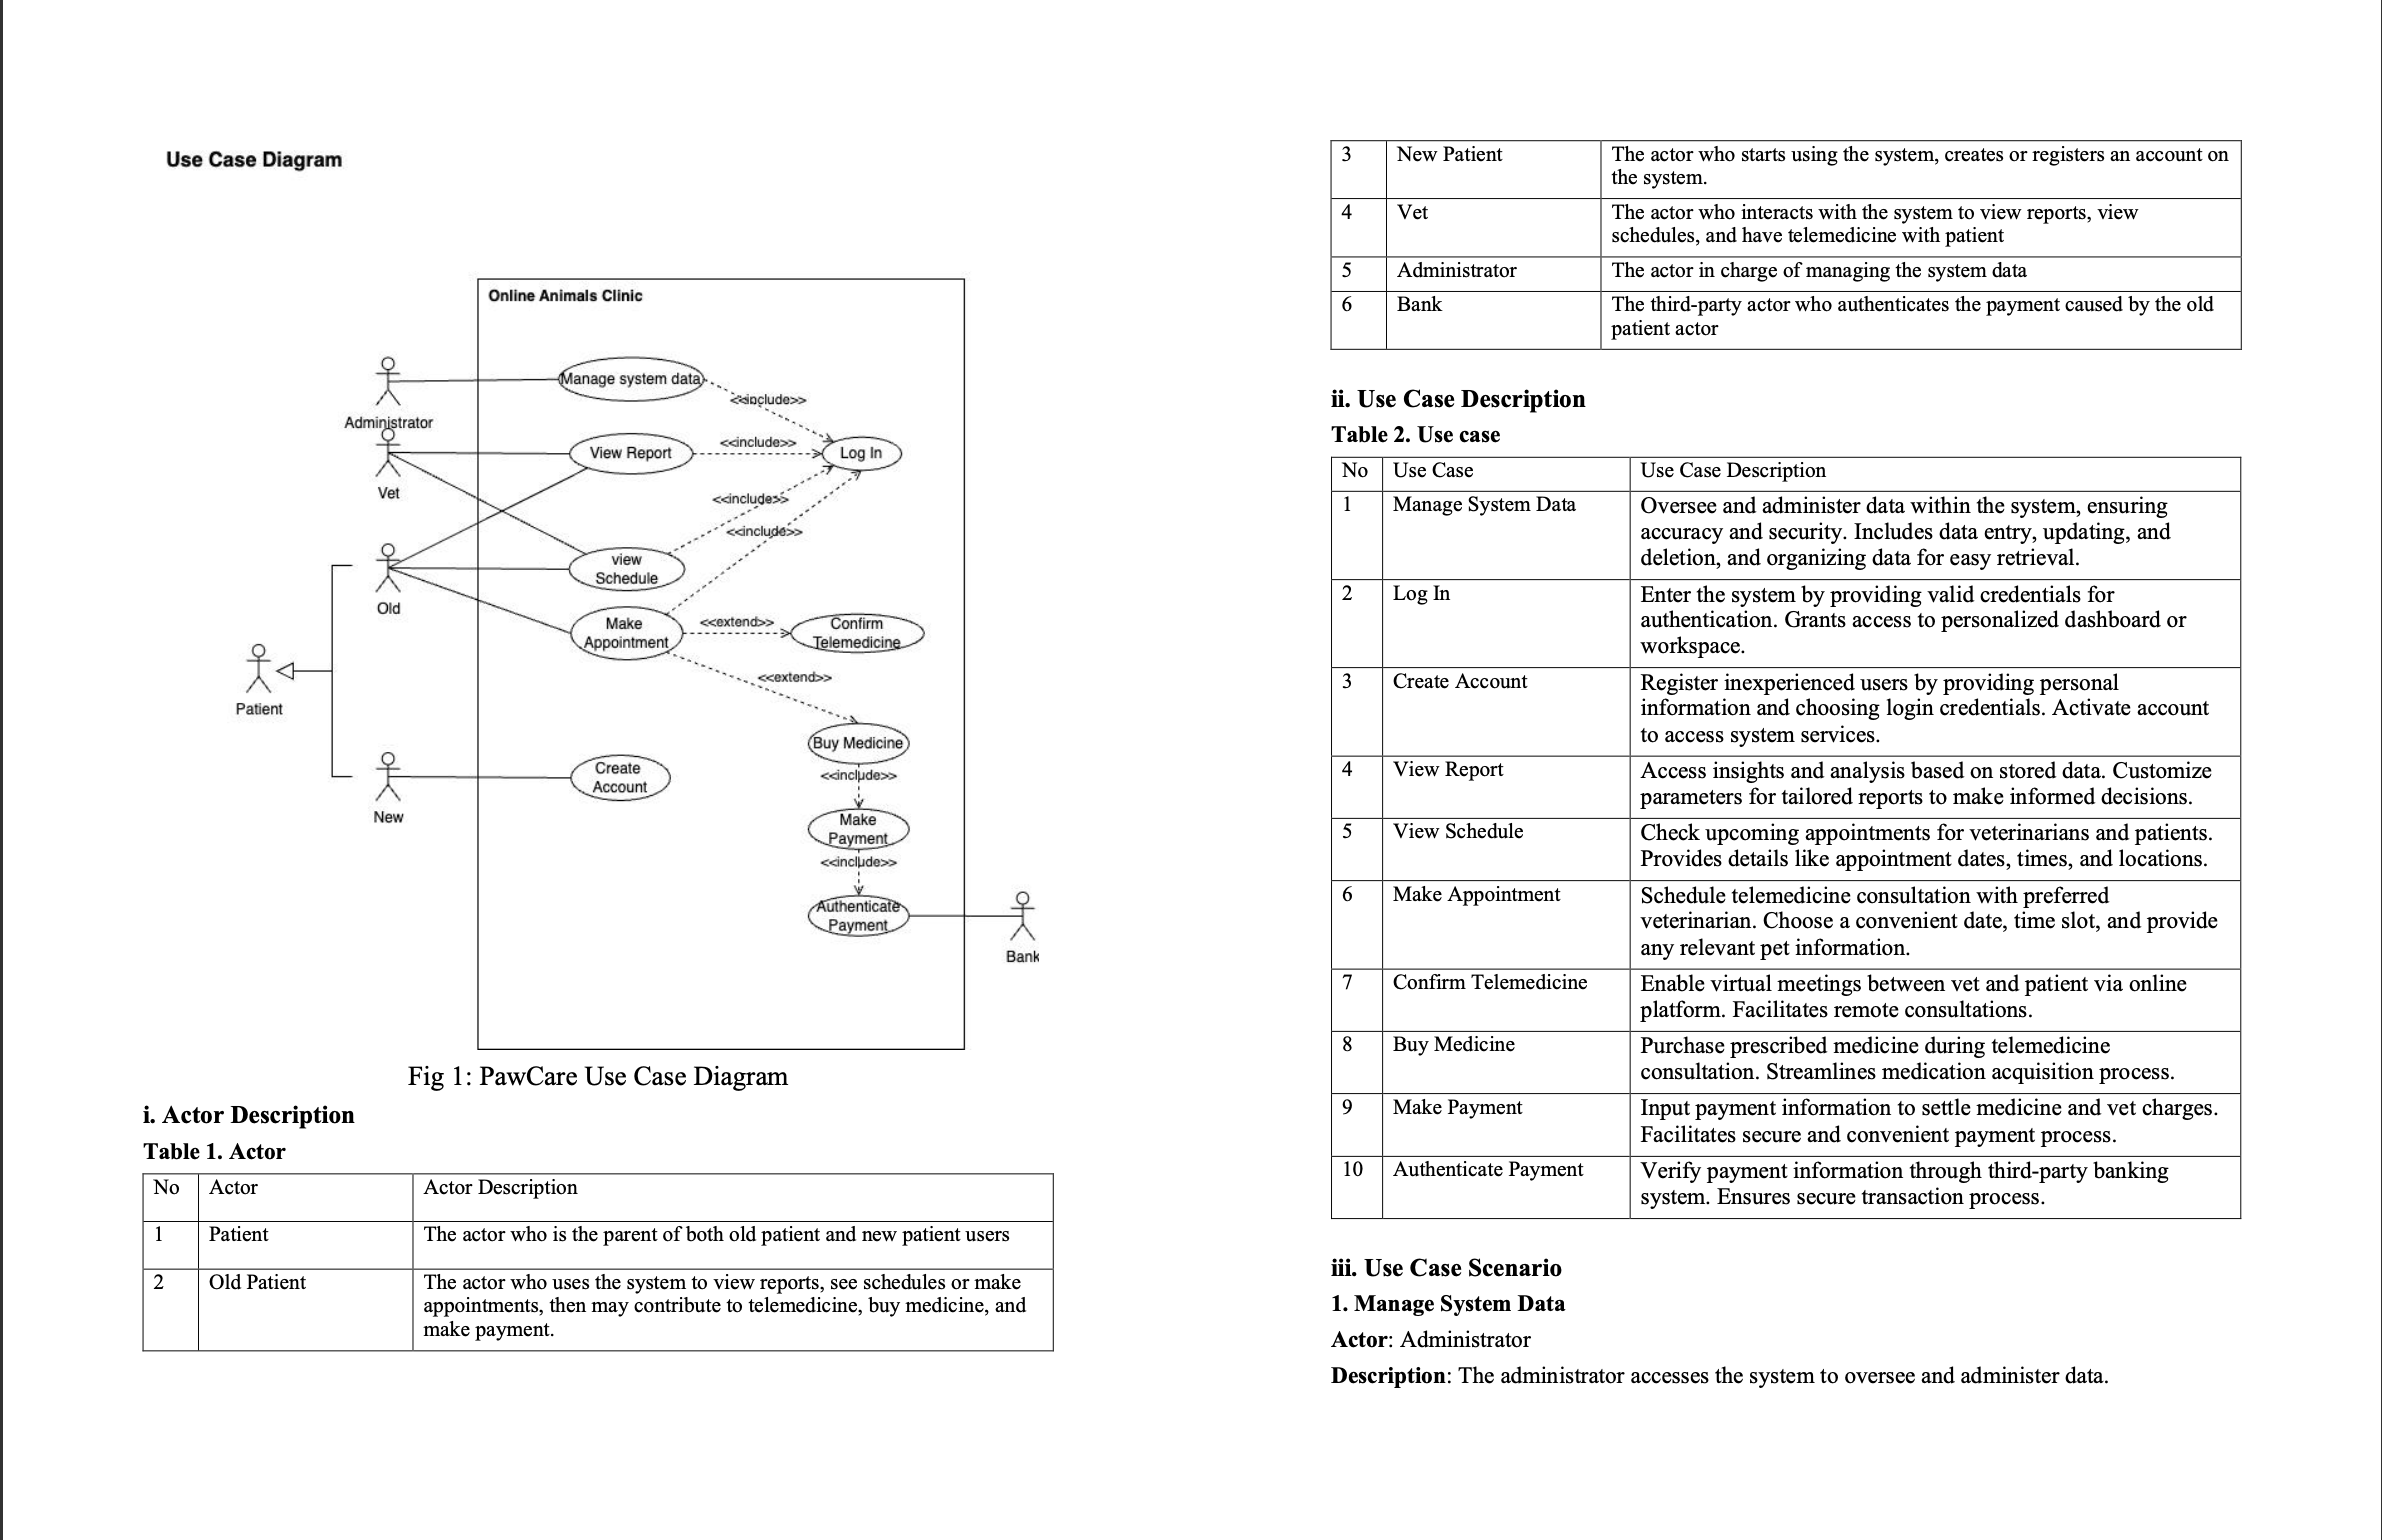 Use Case Diagram
Online Animals Clinic
Manage system data
<<include>>
Administrator
<<include>>
View Report
Log In
Vet
<<include>>
<<include>>
view
Schedule
Old
Make
Appointment
<<extend>>
Confirm
Telemedicine
<<extend>>
Patient
Buy Medicine
<<include>>
Create
Account
New
Make
Payment
<<include>>
Authenticate
Payment
Bank
Fig 1: PawCare Use Case Diagram
i. Actor Description
Table 1. Actor
No Actor Actor Description
1 Patient The actor who is the parent of both old patient and new patient users
2 Old Patient The actor who uses the system to view reports, see schedules or make
appointments, then may contribute to telemedicine, buy medicine, and
make payment.
3 New Patient The actor who starts using the system, creates or registers an account on
the system.
4 Vet The actor who interacts with the system to view reports, view
schedules, and have telemedicine with patient
5 Administrator The actor in charge of managing the system data
6 Bank The third-party actor who authenticates the payment caused by the old
patient actor
ii. Use Case Description
Table 2. Use case
No Use Case Use Case Description
1 Manage System Data Oversee and administer data within the system, ensuring
accuracy and security. Includes data entry, updating, and
deletion, and organizing data for easy retrieval.
2 Log In Enter the system by providing valid credentials for
authentication. Grants access to personalized dashboard or
workspace.
3 Create Account Register inexperienced users by providing personal
information and choosing login credentials. Activate account
to access system services.
4 View Report Access insights and analysis based on stored data. Customize
parameters for tailored reports to make informed decisions.
5 View Schedule Check upcoming appointments for veterinarians and patients.
Provides details like appointment dates, times, and locations.
6 Make Appointment Schedule telemedicine consultation with preferred
veterinarian. Choose a convenient date, time slot, and provide
any relevant pet information.
7 Confirm Telemedicine Enable virtual meetings between vet and patient via online
platform. Facilitates remote consultations.
8 Buy Medicine Purchase prescribed medicine during telemedicine
consultation. Streamlines medication acquisition process.
9 Make Payment Input payment information to settle medicine and vet charges.
Facilitates secure and convenient payment process.
10 Authenticate Payment Verify payment information through third-party banking
system. Ensures secure transaction process.
iii. Use Case Scenario
1. Manage System Data
Actor: Administrator
Description: The administrator accesses the system to oversee and administer data.